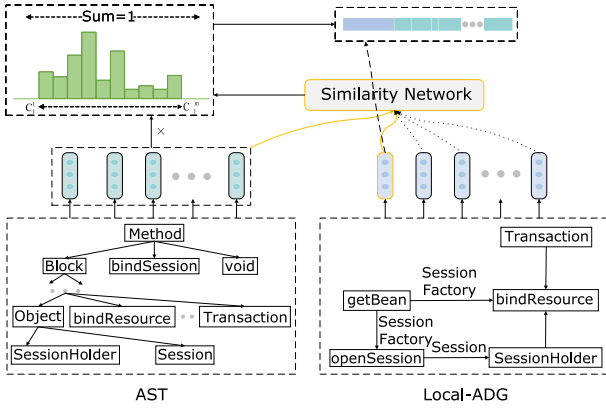 Sum=1
C
C
×
Similarity Network
Method
Block
bindSession
void
Object
bindResource
Transaction
SessionHolder
Session
AST
Transaction
Session
Factory
getBean
bindResource
Session
Factory
openSession
Session
SessionHolder
Local-ADG